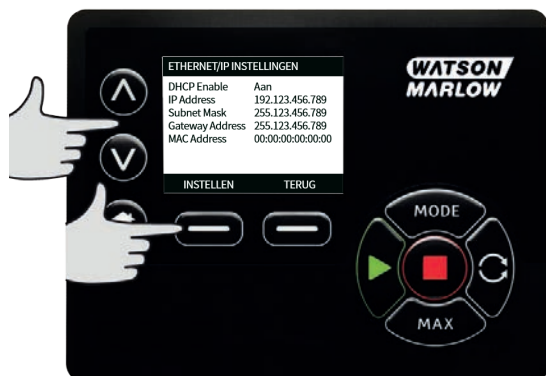 ETHERNET/IP INSTELLINGEN
DHCP Enable Aan
IP Address 192.123.456.789
Subnet Mask 255.123.456.789
Gateway Address 255.123.456.789
MAC Address 00:00:00:00:00:00
INSTELLEN TERUG
WATSON
MARLOW
MODE
MAX